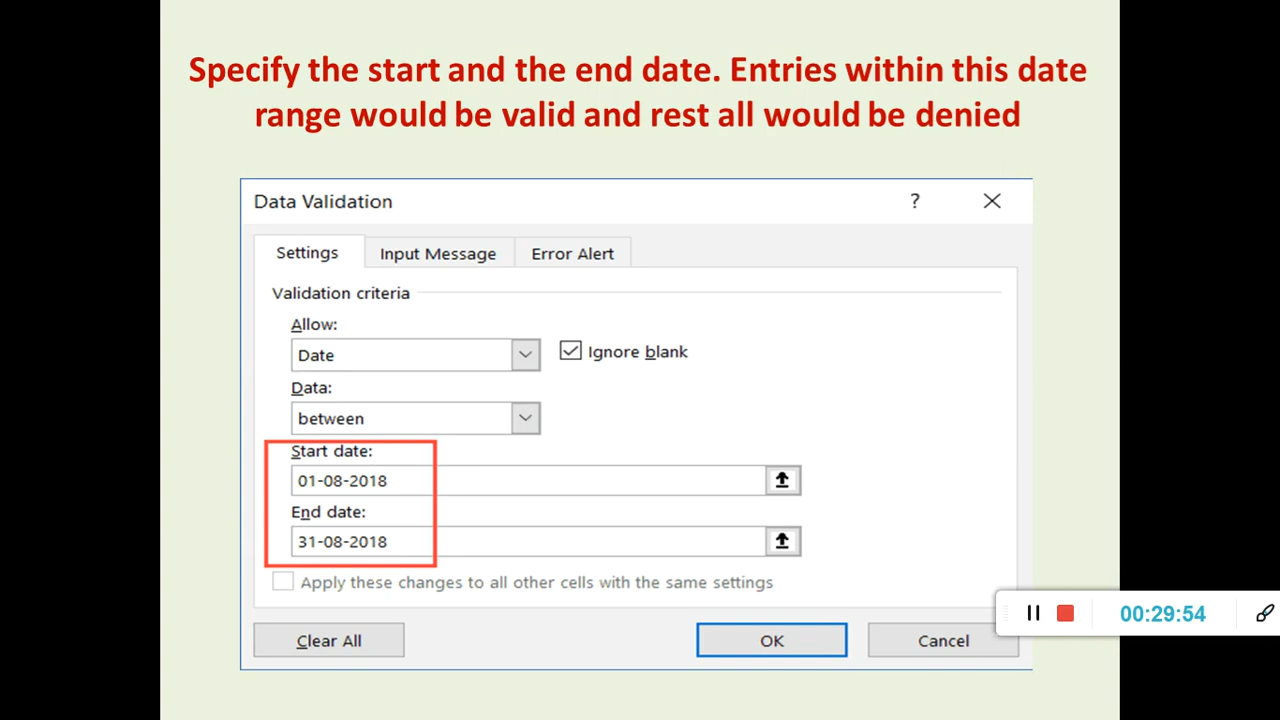 Specify the start and the end date. Entries within this date
range would be valid and rest all would be denied
Data Validation ?
Settings Input Message Error Alert
Validation criteria
Allow:
Date Ignore blank
Data:
between
Start date:
01-08-2018
End date:
31-08-2018
Apply these changes to all other cells with the same settings
00:29:54
Clear All OK Cancel